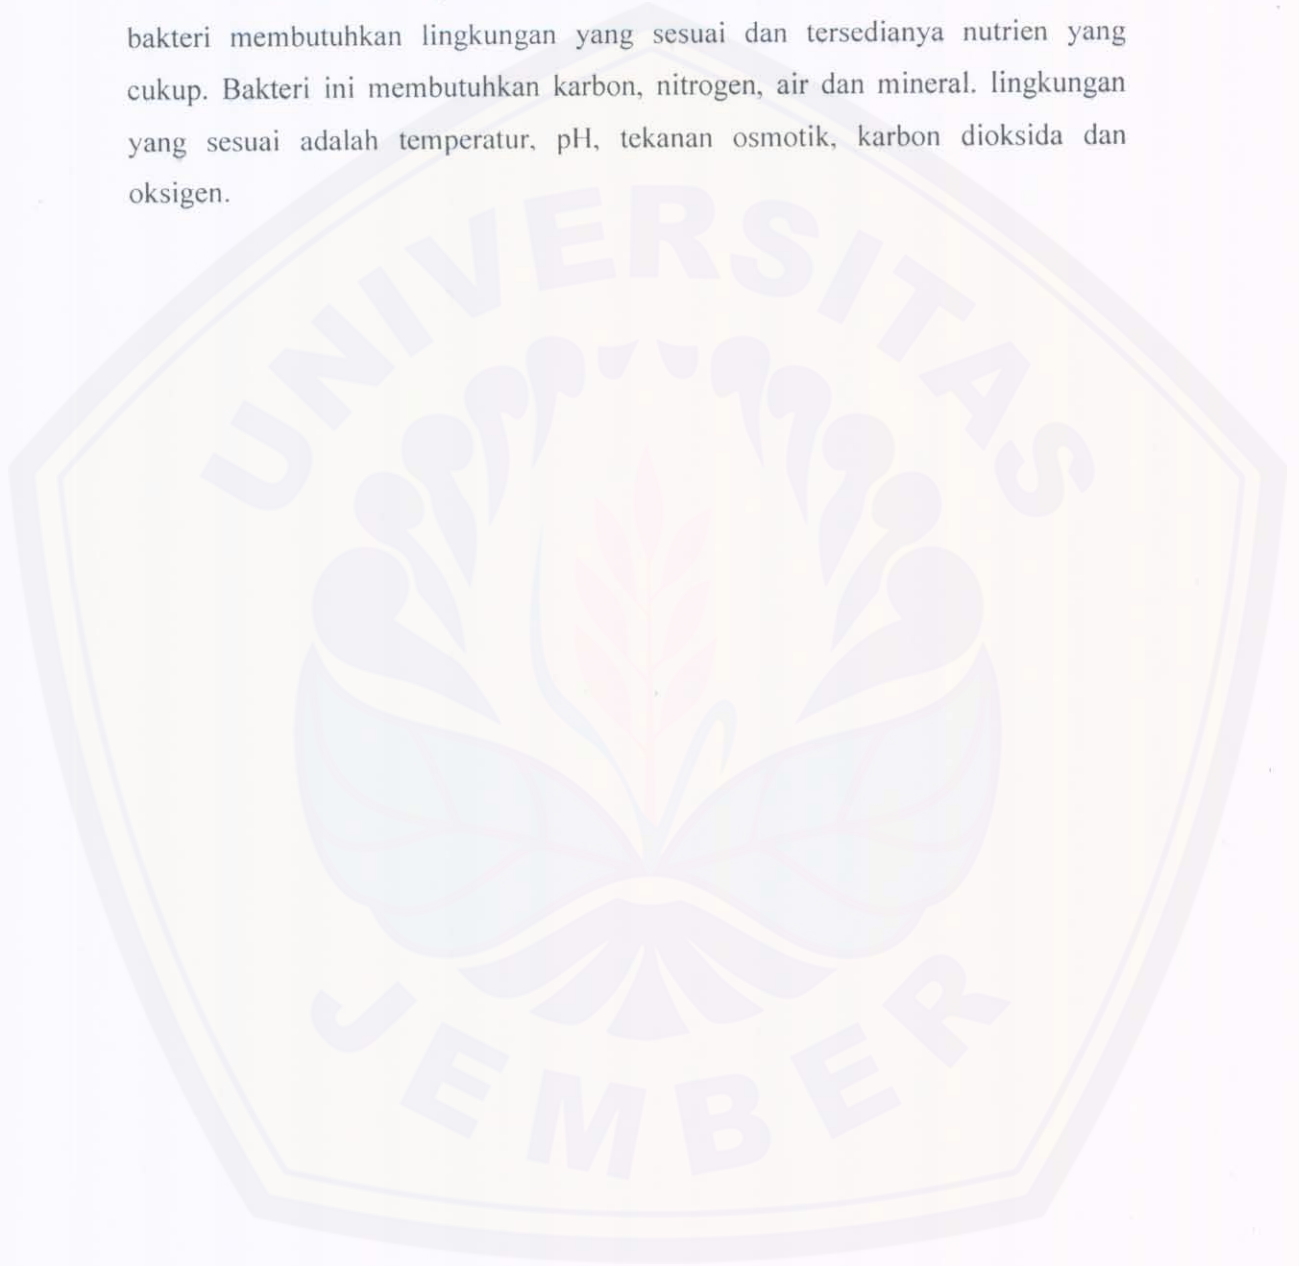 bakteri membutuhkan lingkungan yang sesuai dan tersedianya nutrien yang
cukup. Bakteri ini membutuhkan karbon, nitrogen, air dan mineral. lingkungan
yang sesuai adalah temperatur, pH, tekanan osmotik, karbon dioksida dan
oksigen.
UNIVERSITAS
JEMBER